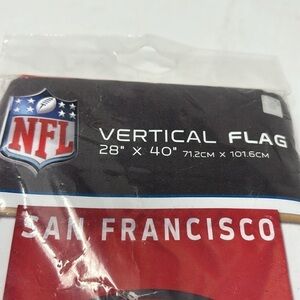 NFL
VERTICAL FLAG
28" X 40" 71.2CM X 101.6CM
SAN FRANCISCO